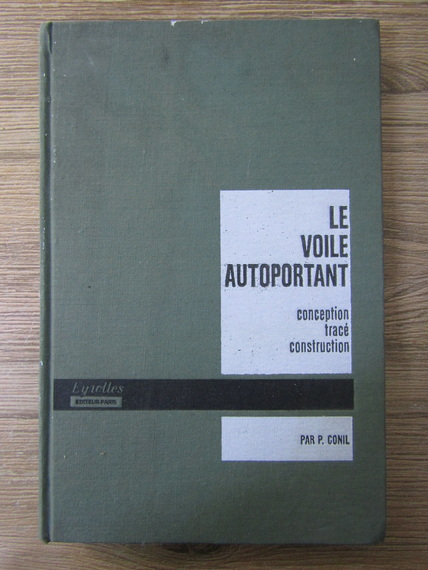 LE
VOILE
AUTOPORTANT
conception
tracé
construction
Eyrolles
EDITEUR-PARIS
PAR P. CONIL